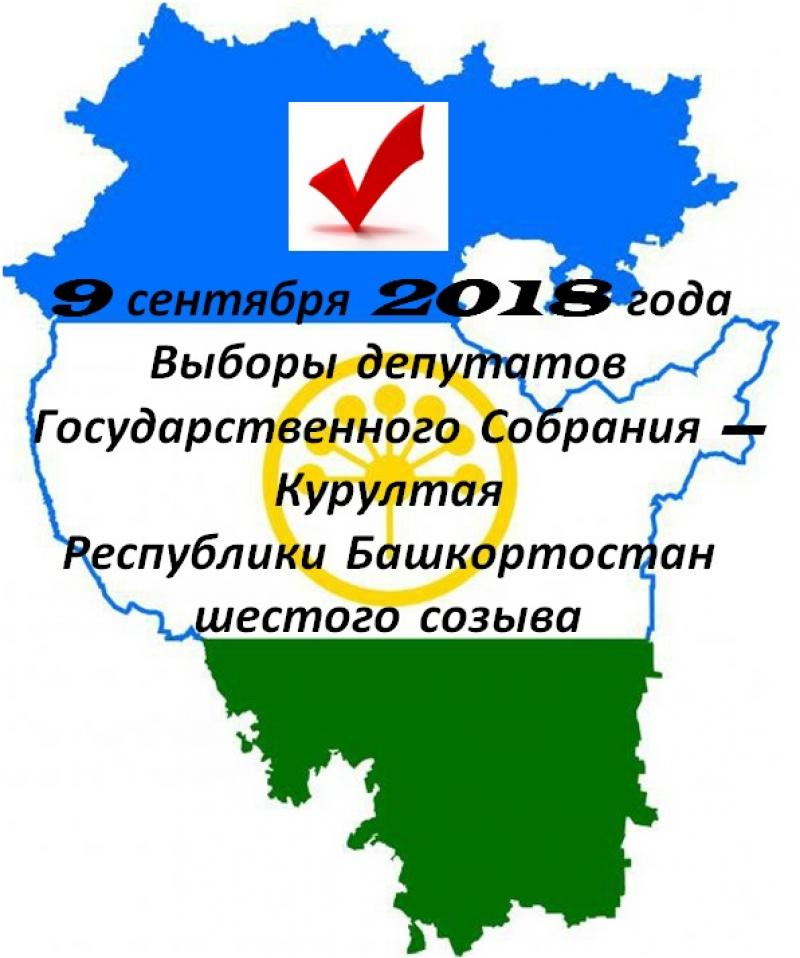 9 сентября 2018 года
Выборы депутатов
Государственного Собрания –
Курултая
Республики Башкортостан
шестого созыва